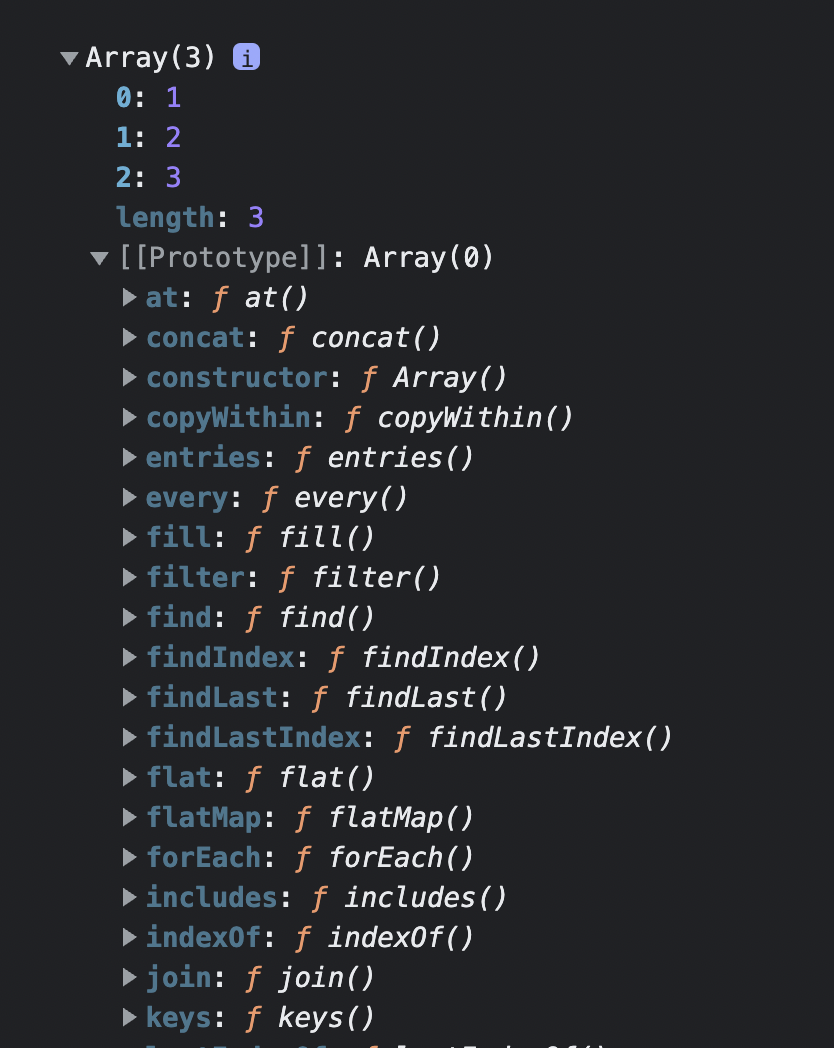 Array(3) i
0: 1
1: 2
2: 3
length: 3
[[Prototype]]: Array(0)
at: ƒ at()
concat: ƒ concat()
constructor: ƒ Array()
copyWithin: ƒ copyWithin()
entries: ƒ entries()
every: ƒ every()
fill: ƒ fill()
filter: ƒ filter()
find: ƒ find()
findIndex: ƒ findIndex()
findLast: ƒ findLast()
findLastIndex: ƒ findLastIndex()
flat: ƒ flat()
flatMap: ƒ flatMap()
forEach: ƒ forEach()
includes: ƒ includes()
indexOf: ƒ indexOf()
join: ƒ join()
keys: ƒ keys()